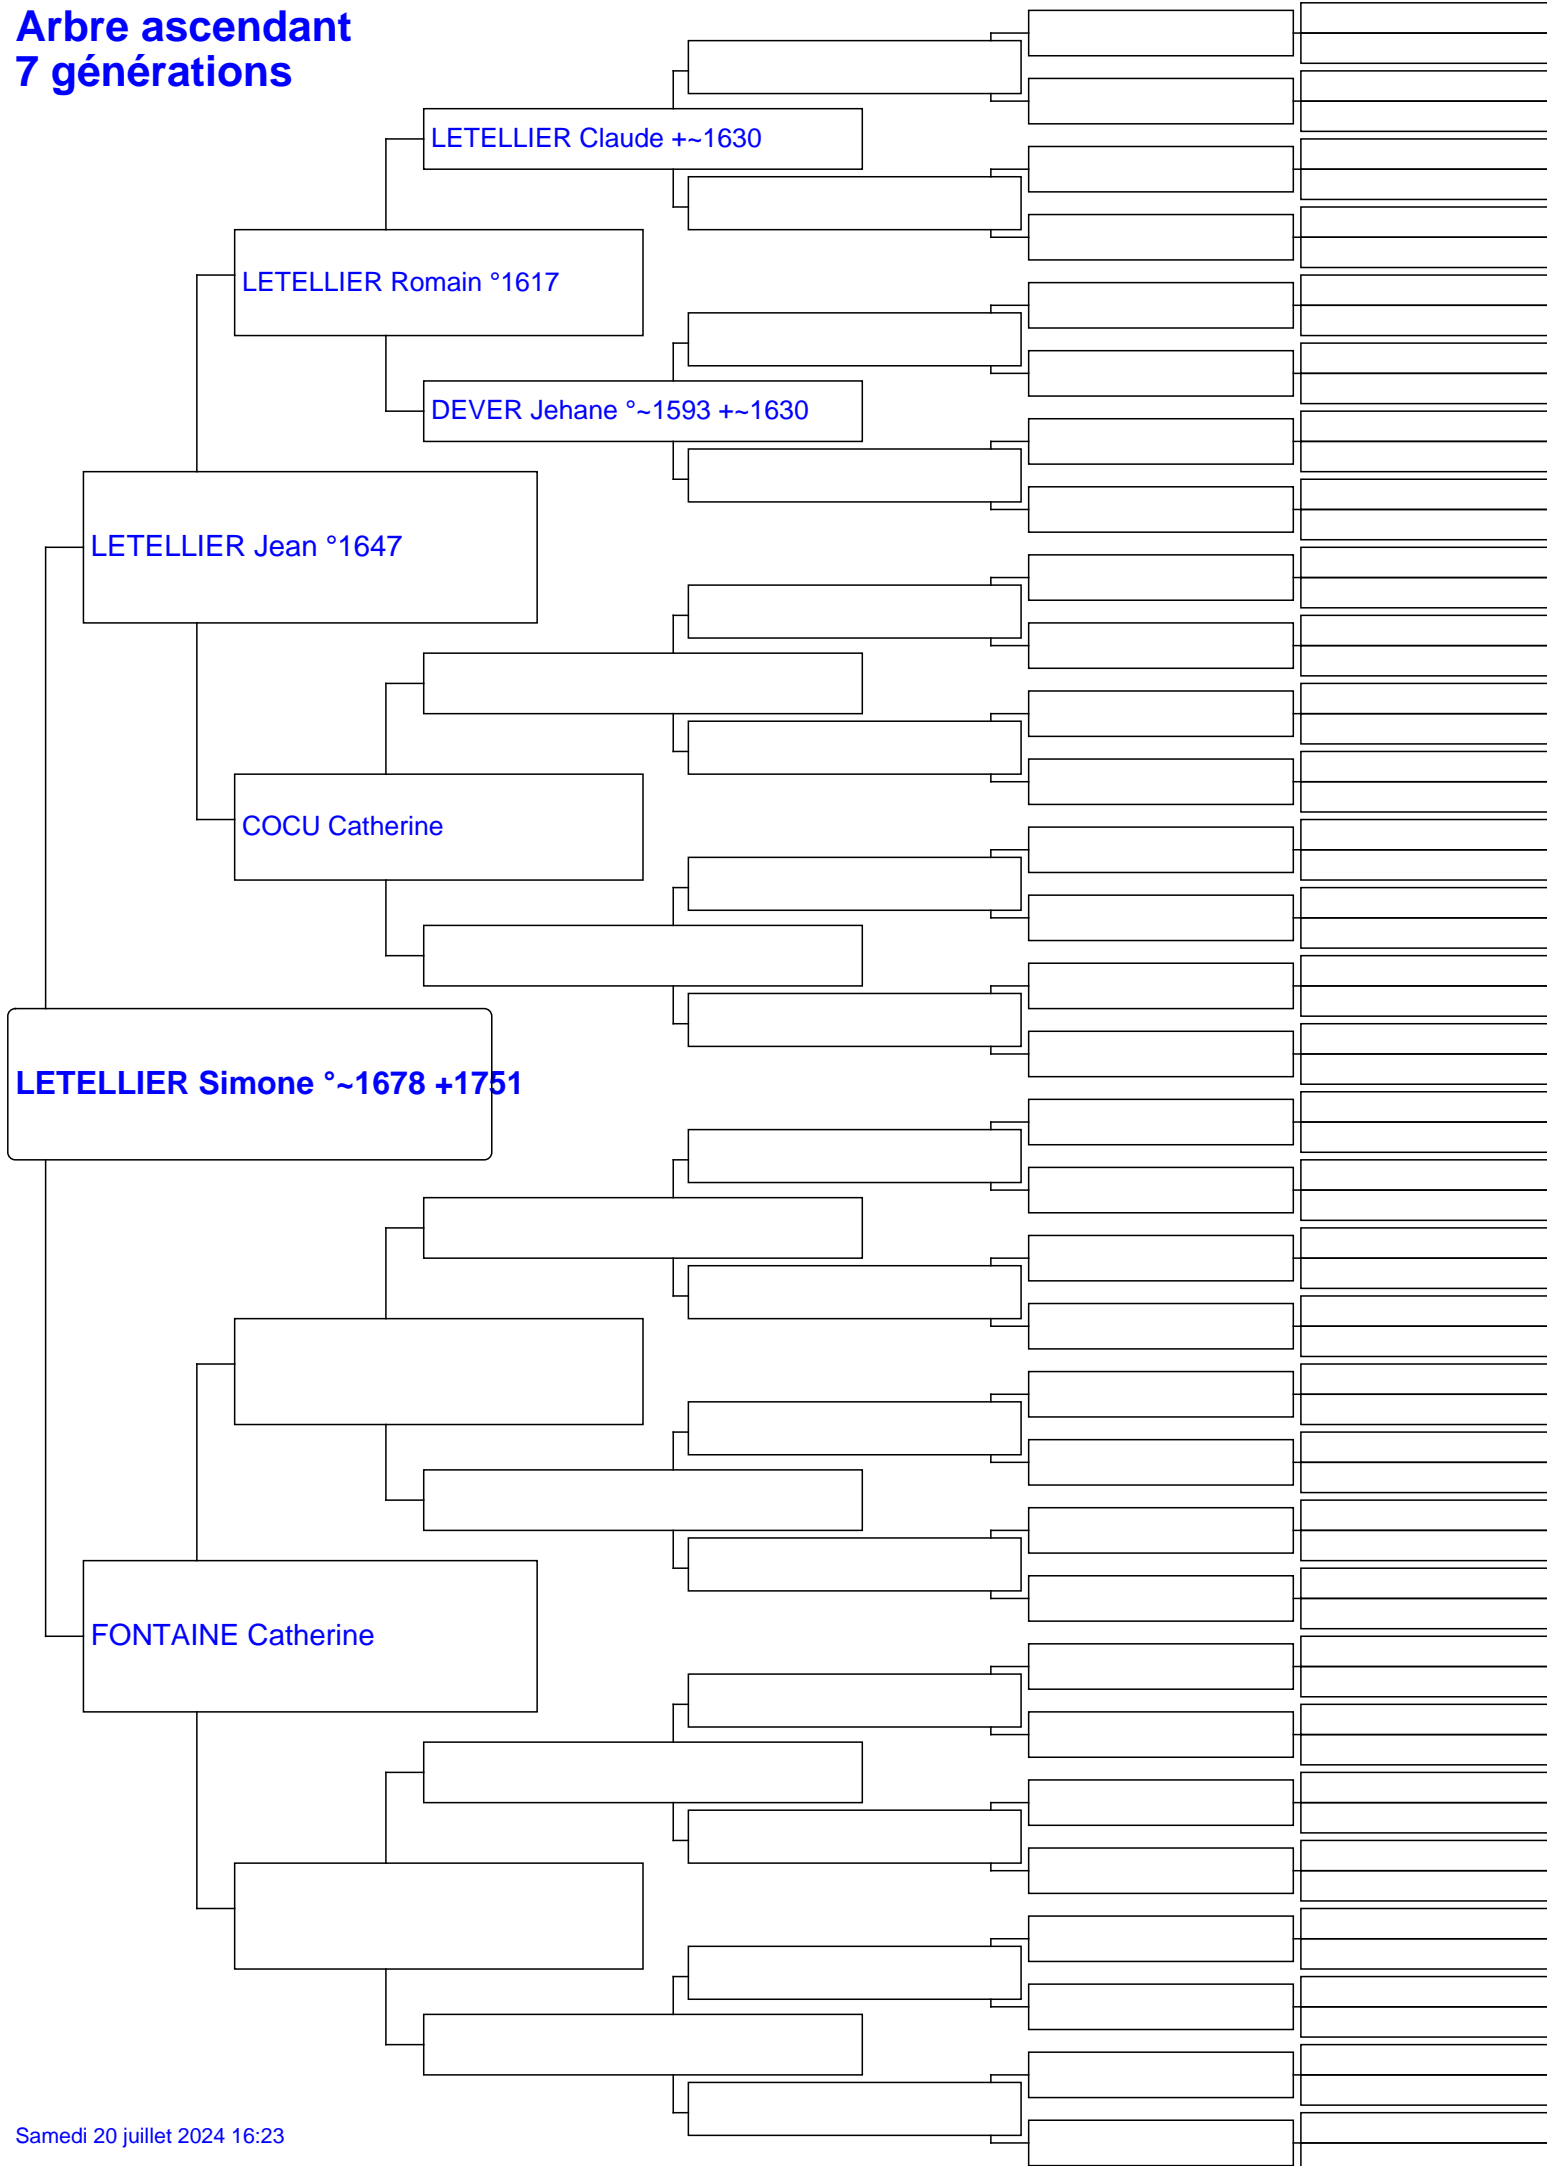 Arbre ascendant
7 générations
LETELLIER Claude +~1630
LETELLIER Romain °1617
DEVER Jehane °~1593 +~1630
LETELLIER Jean °1647
COCU Catherine
LETELLIER Simone °~1678 +1751
FONTAINE Catherine
Samedi 20 juillet 2024 16:23